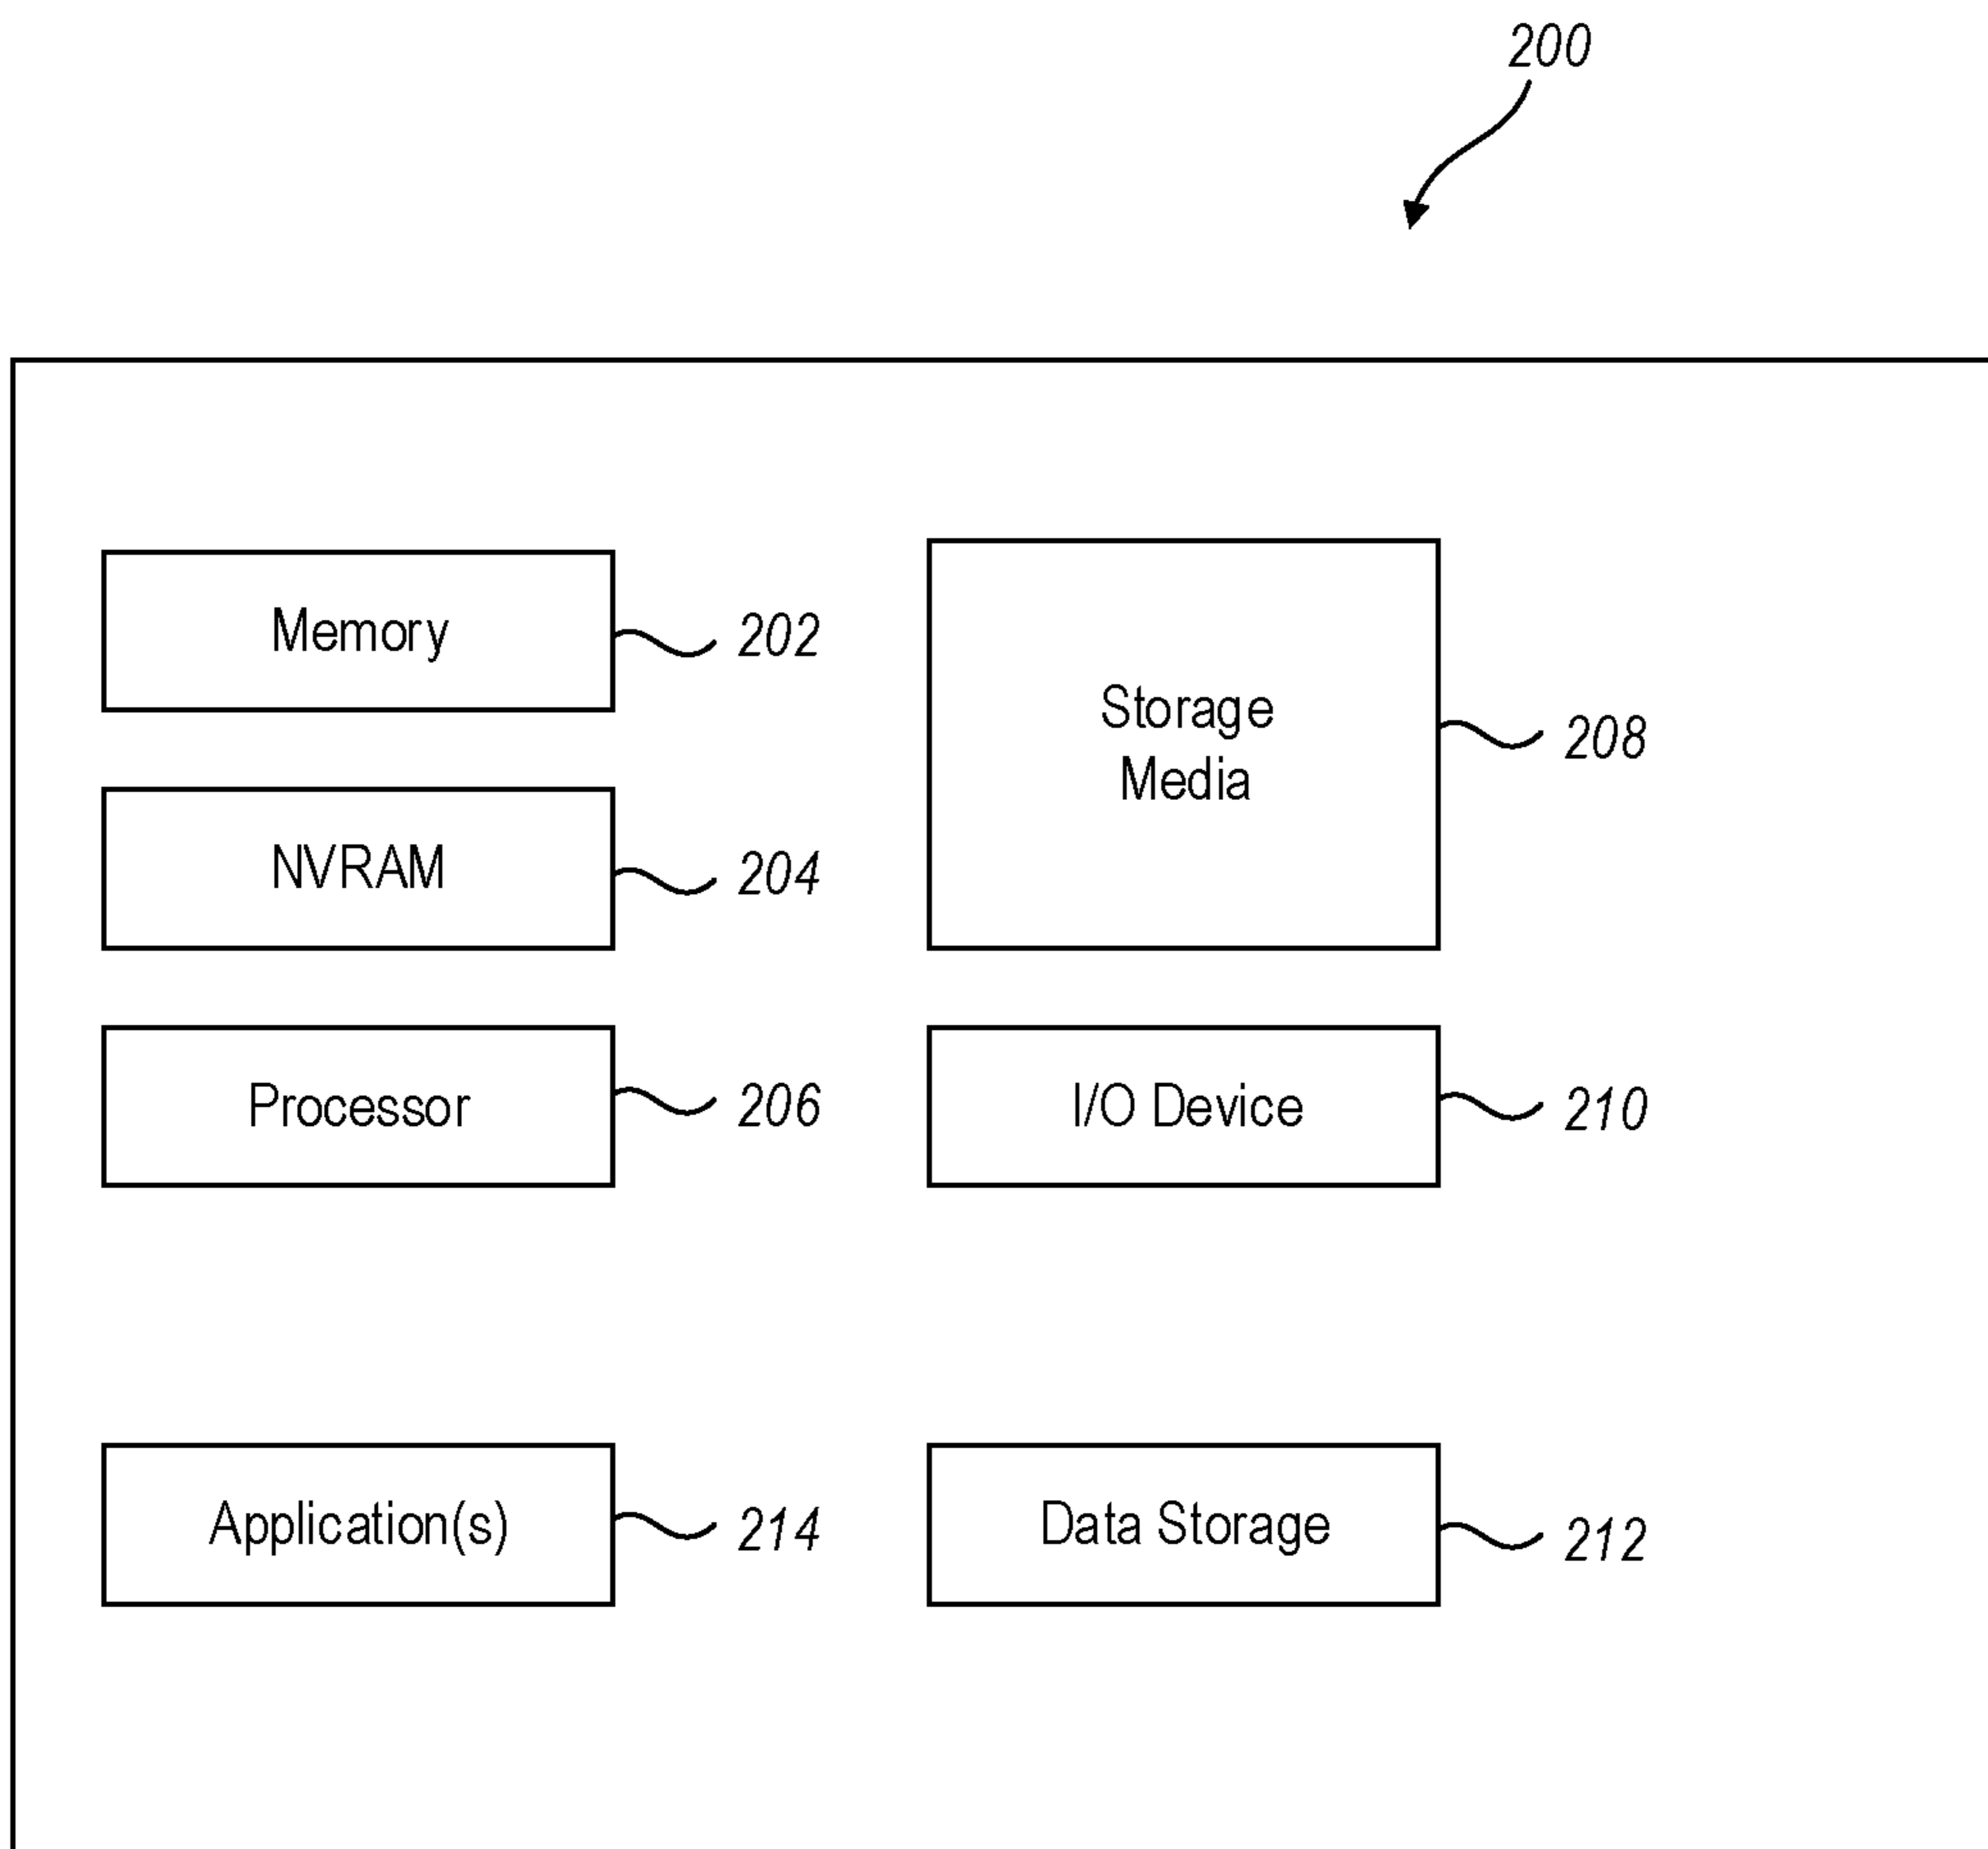 200
Memory
202
Storage
Media
208
NVRAM
204
Processor
206
I/O Device
210
Application(s)
214
Data Storage
212